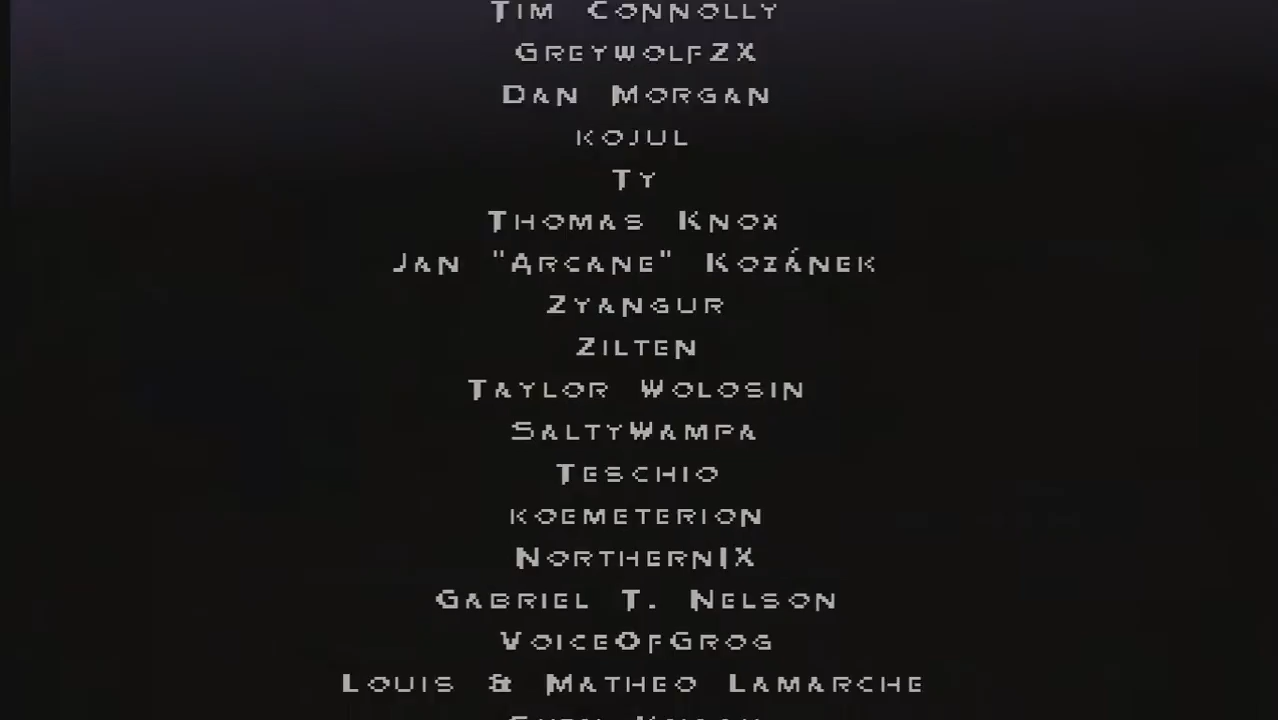 Tim Connolly
GreywolfZX
Dan Morgan
kojul
Ty
Thomas Knox
Jan "Arcane" Kozánek
Zyangur
Zilten
Taylor Wolosin
SaltyWampa
Teschio
koemeterion
NorthernIX
Gabriel T. Nelson
VoiceOfGrog
Louis & Matheo Lamarche